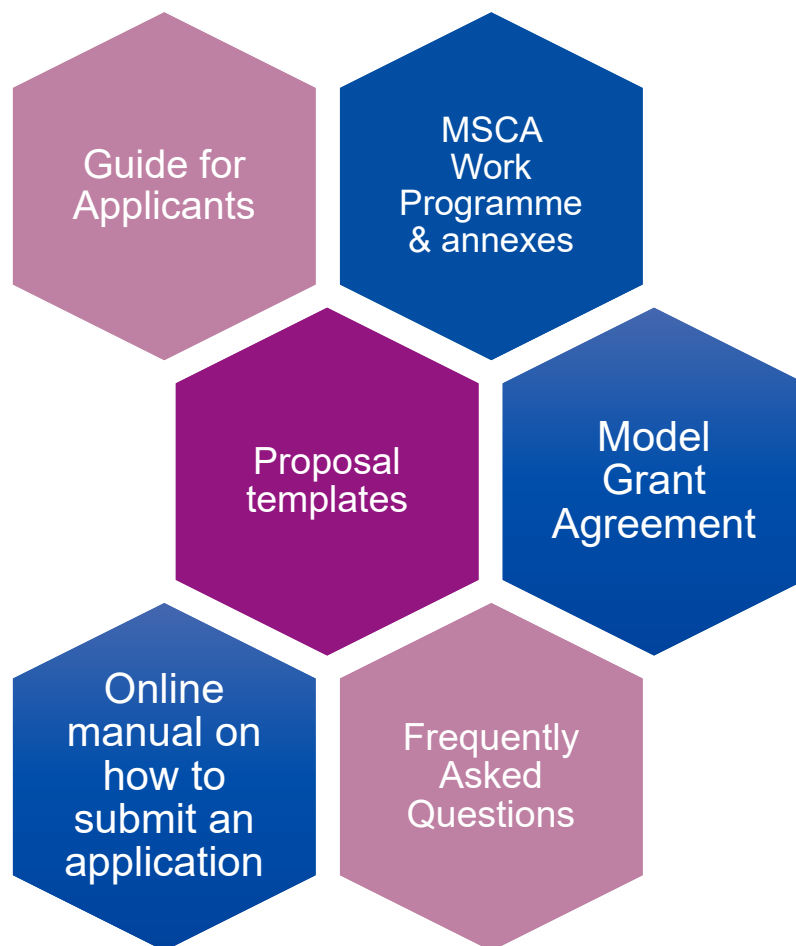 Guide for
Applicants
MSCA
Work
Programme
& annexes
Proposal
templates
Model
Grant
Agreement
Online
manual on
how to
submit an
application
Frequently
Asked
Questions